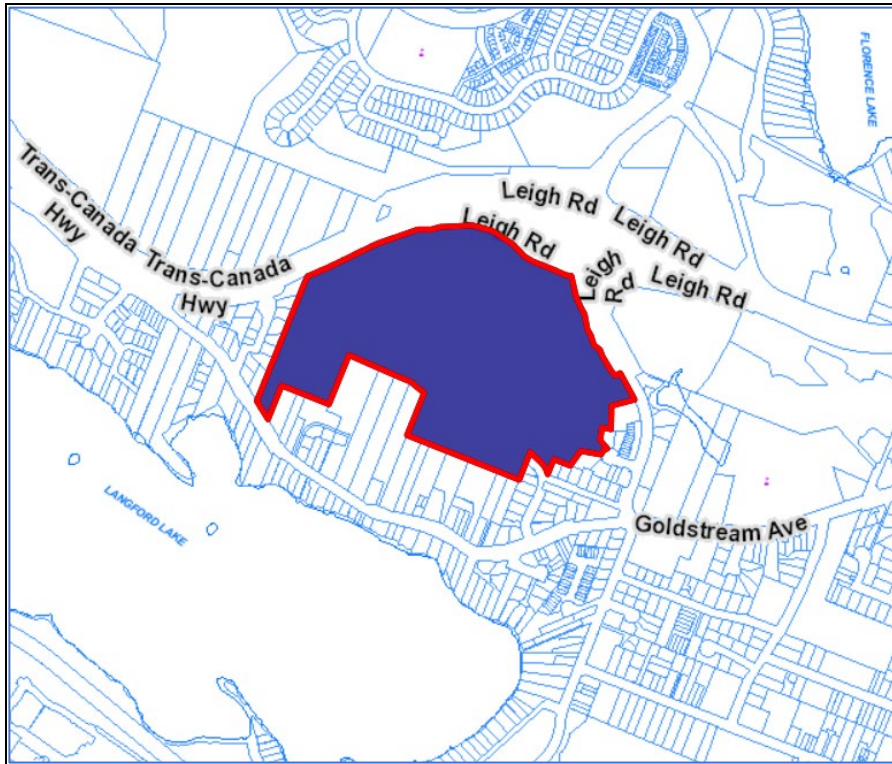 FLORENCE LAKE
Trans-Canada
Hwy
Leigh Rd
Leigh Rd
Leigh Rd
Trans-Canada
Hwy
Leigh
Rd
Leigh Rd
LANGFORD LAKE
Goldstream Ave